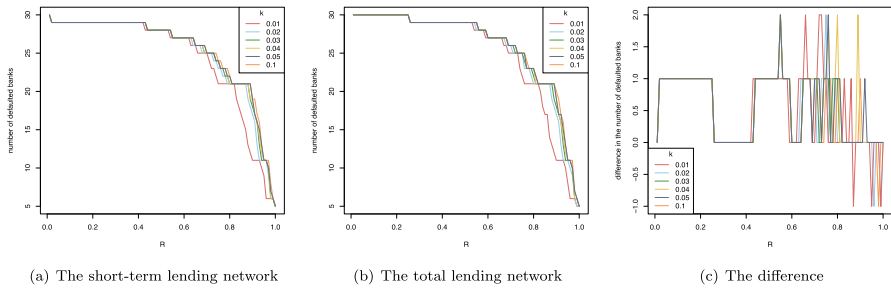 number of defaulted banks
30
25
20
15
10
5
0.0 0.2 0.4 0.6 0.8 1.0
R
k
0.01
0.02
0.03
0.04
0.05
0.1
(a) The short-term lending network
number of defaulted banks
30
25
20
15
10
5
0.0 0.2 0.4 0.6 0.8 1.0
R
k
0.01
0.02
0.03
0.04
0.05
0.1
(b) The total lending network
difference in the number of defaulted banks
2.0
1.5
1.0
0.5
0.0
−0.5
−1.0
0.0 0.2 0.4 0.6 0.8 1.0
R
k
0.01
0.02
0.03
0.04
0.05
0.1
(c) The difference